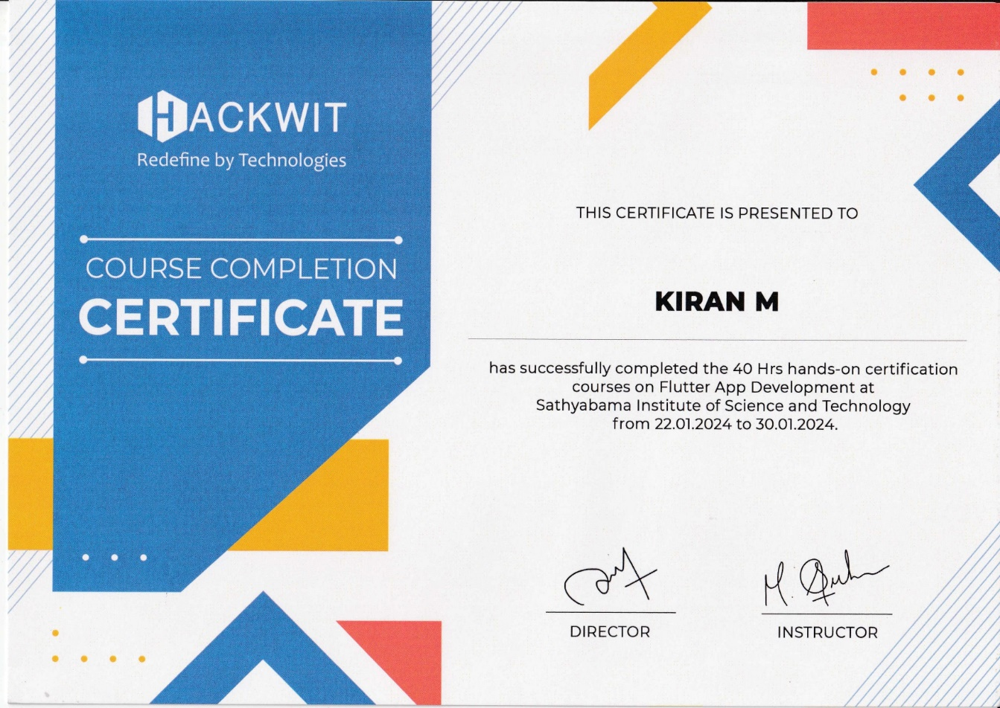 HACKWIT
Redefine by Technologies
COURSE COMPLETION
CERTIFICATE
THIS CERTIFICATE IS PRESENTED TO
KIRAN M
has successfully completed the 40 Hrs hands-on certification
courses on Flutter App Development at
Sathyabama Institute of Science and Technology
from 22.01.2024 to 30.01.2024.
DIRECTOR
INSTRUCTOR